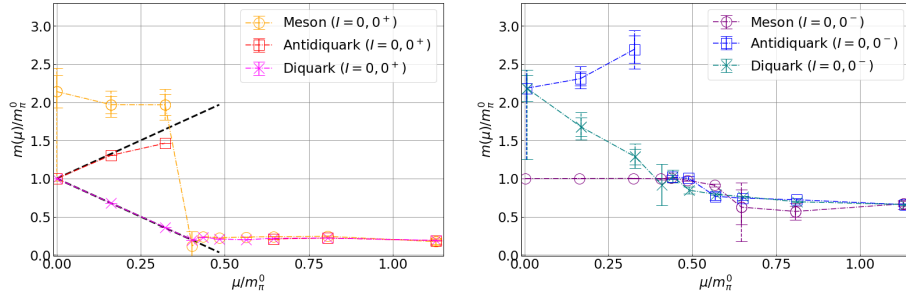 3.0
2.5
2.0
1.5
1.0
0.5
0.0
m(μ)/m_π^0
0.00 0.25 0.50 0.75 1.00
μ/m_π^0
Meson (I = 0, 0⁺)
Antidiquark (I = 0, 0⁺)
Diquark (I = 0, 0⁺)
3.0
2.5
2.0
1.5
1.0
0.5
0.0
m(μ)/m_π^0
0.00 0.25 0.50 0.75 1.00
μ/m_π^0
Meson (I = 0, 0⁻)
Antidiquark (I = 0, 0⁻)
Diquark (I = 0, 0⁻)